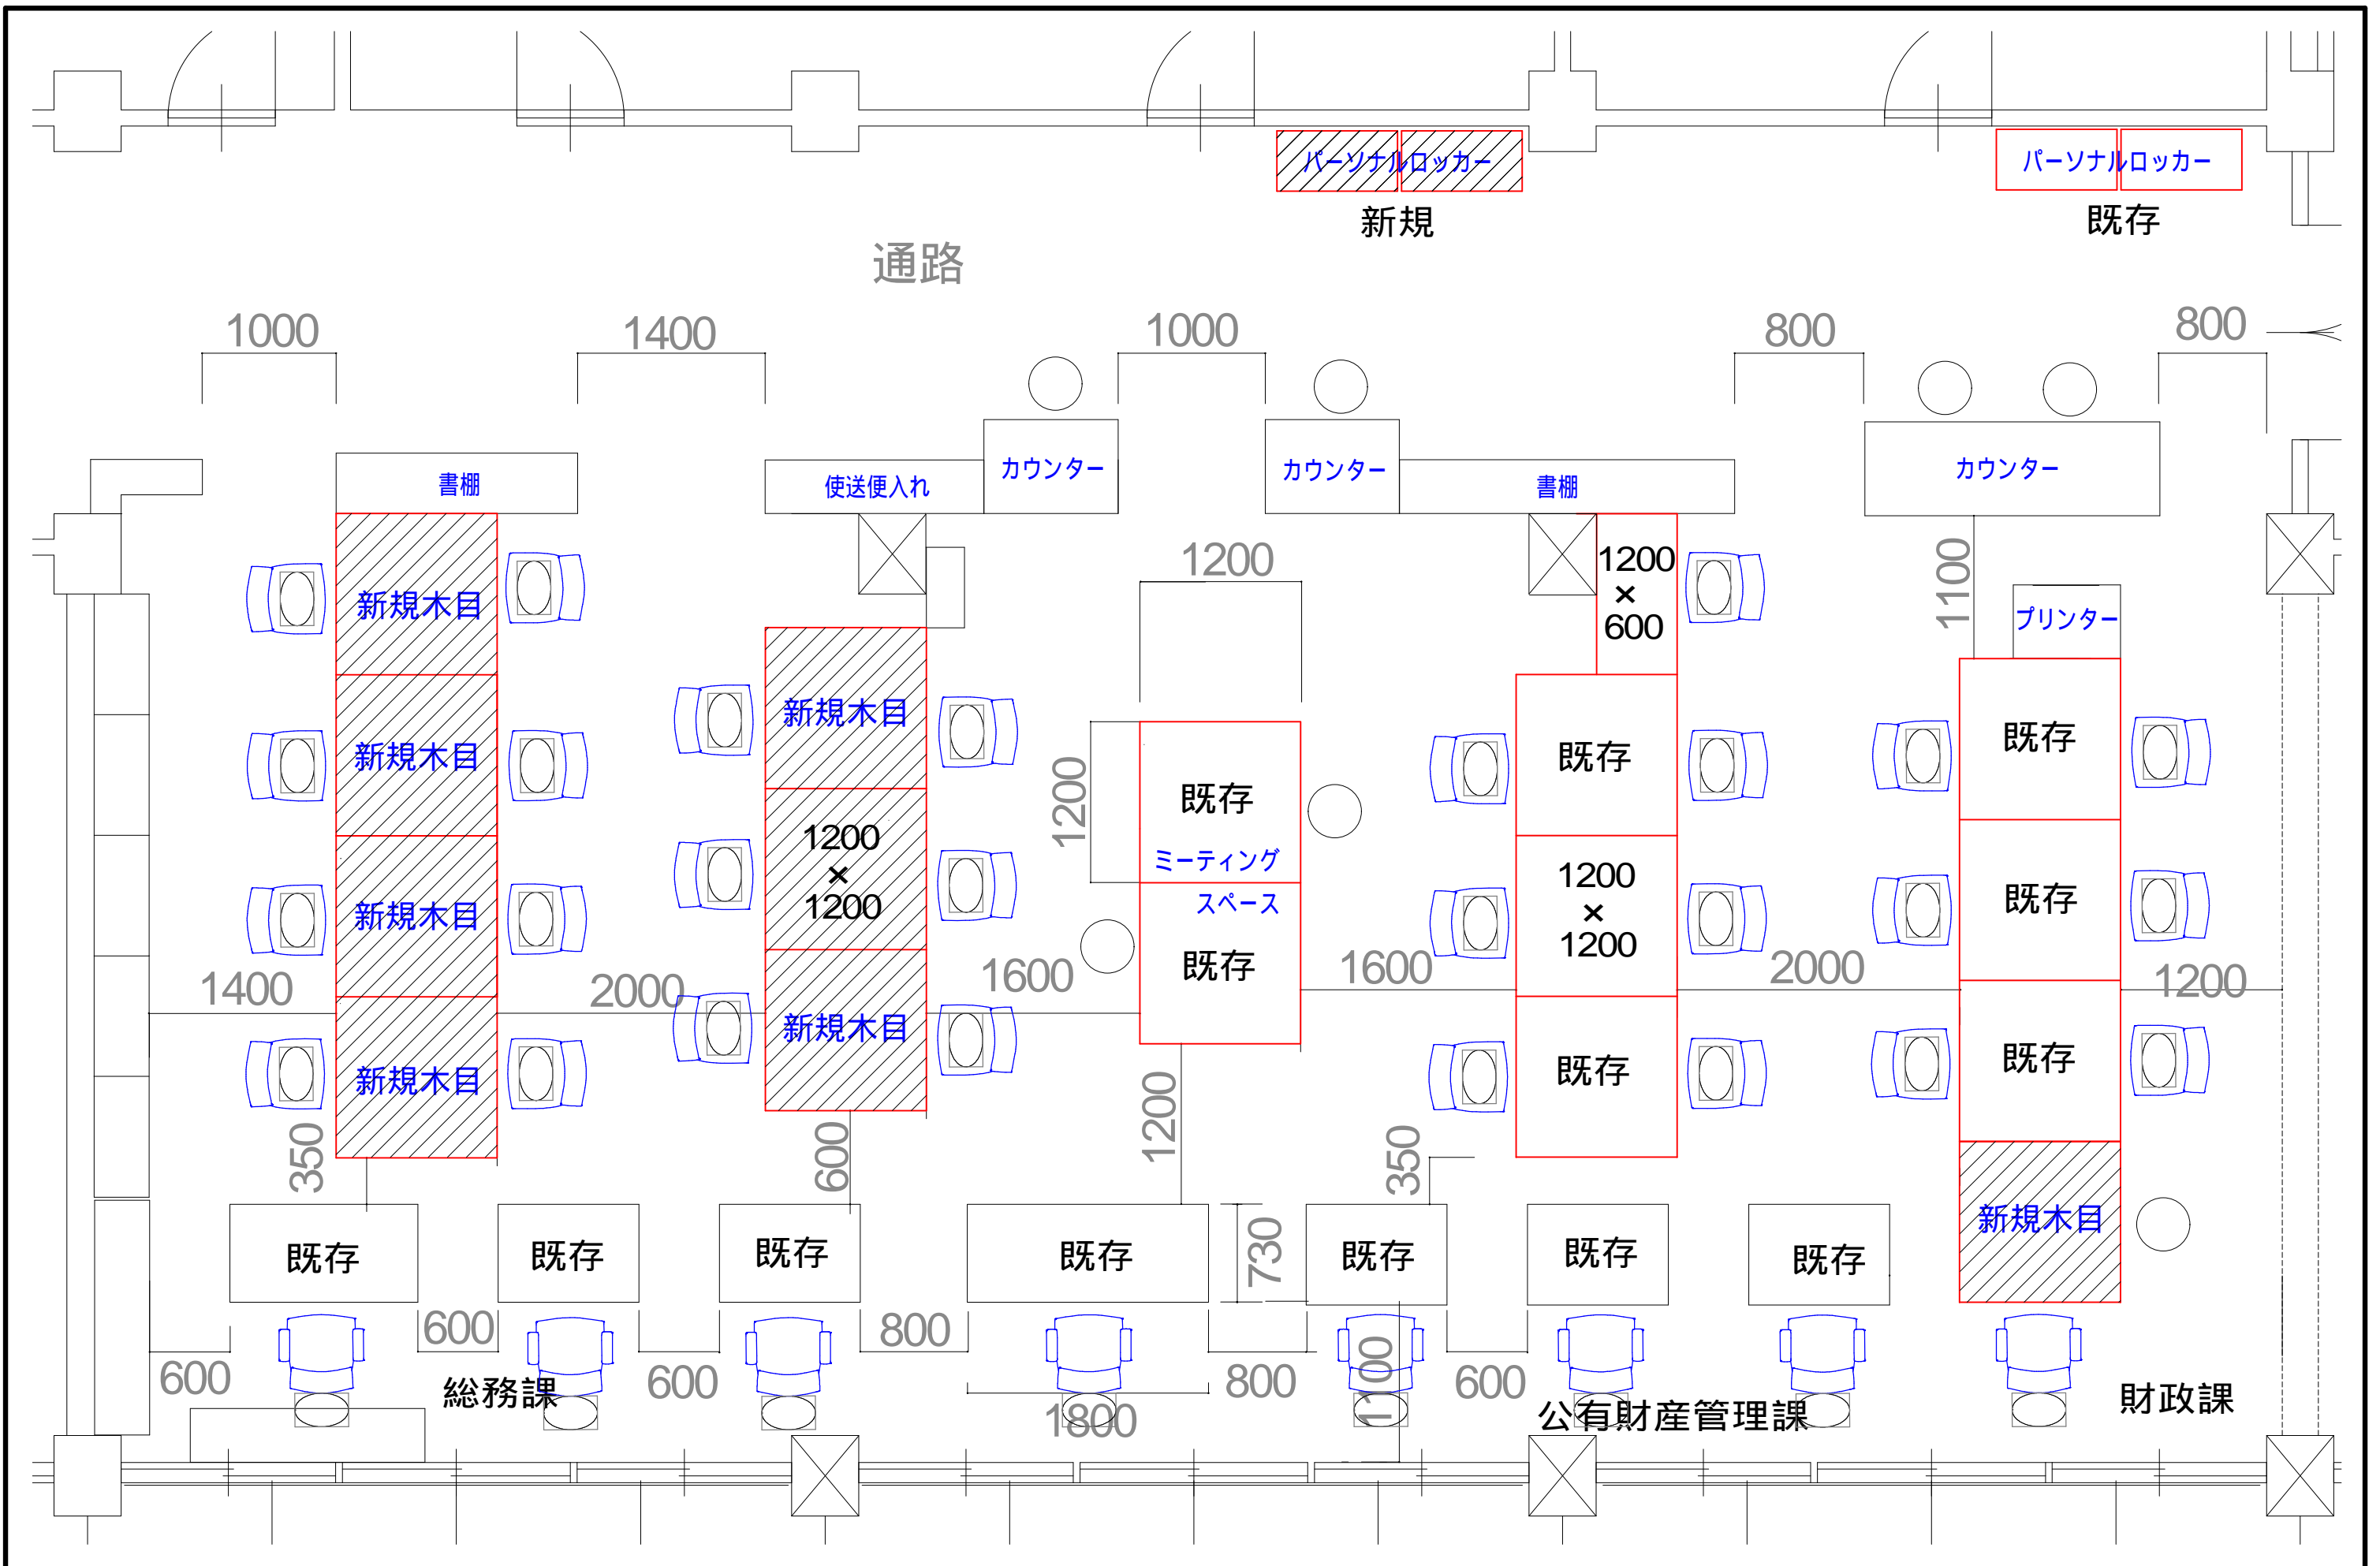 パーソナルロッカー
パーソナルロッカー
新規
既存
通路
1000
1400
1000
800
800
書棚
使送便入れ
カウンター
カウンター
書棚
カウンター
1200
1200
×
600
1100
プリンター
新規木目
新規木目
既存
既存
新規木目
既存
1200
1200
×
1200
ミーティング
スペース
1200
×
1200
既存
新規木目
既存
1400
2000
1600
1600
2000
1200
新規木目
新規木目
既存
既存
350
600
1200
350
新規木目
既存
既存
既存
既存
730
既存
既存
既存
600
600
600
800
1800
800
1100
600
総務課
公有財産管理課
財政課